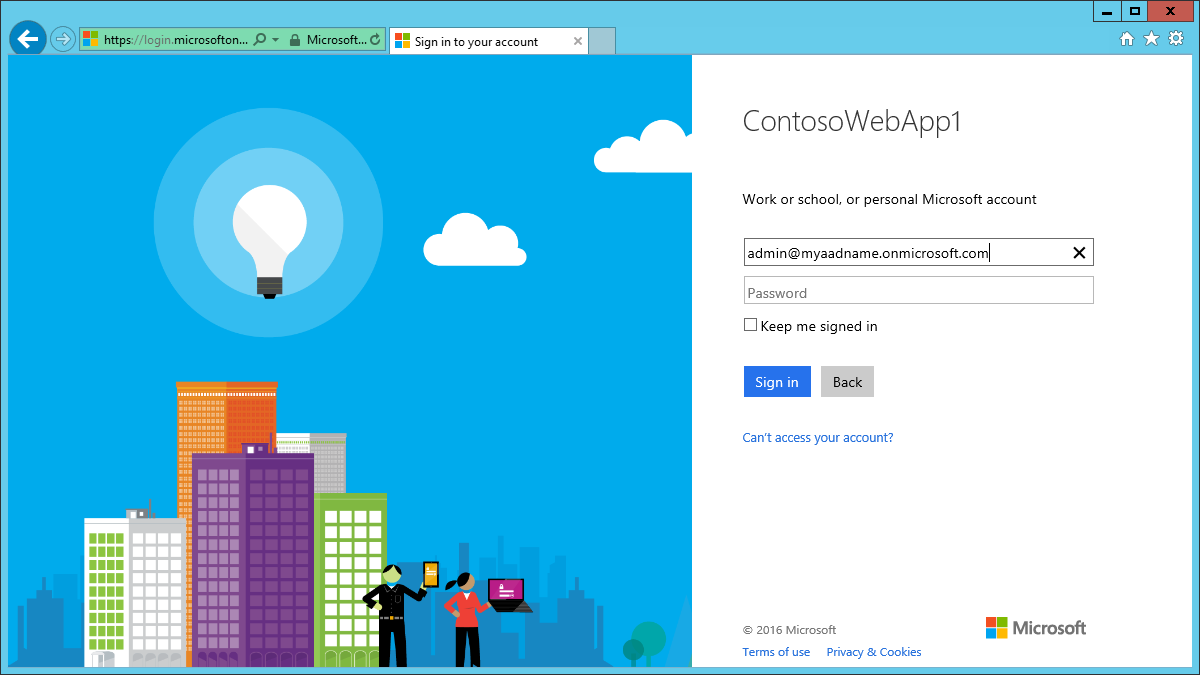 https://login.microsofton... Microsoft... Sign in to your account
ContosoWebApp1
Work or school, or personal Microsoft account
admin@myaadname.onmicrosoft.com
Password
Keep me signed in
Sign in Back
Can't access your account?
© 2016 Microsoft
Microsoft
Terms of use Privacy & Cookies